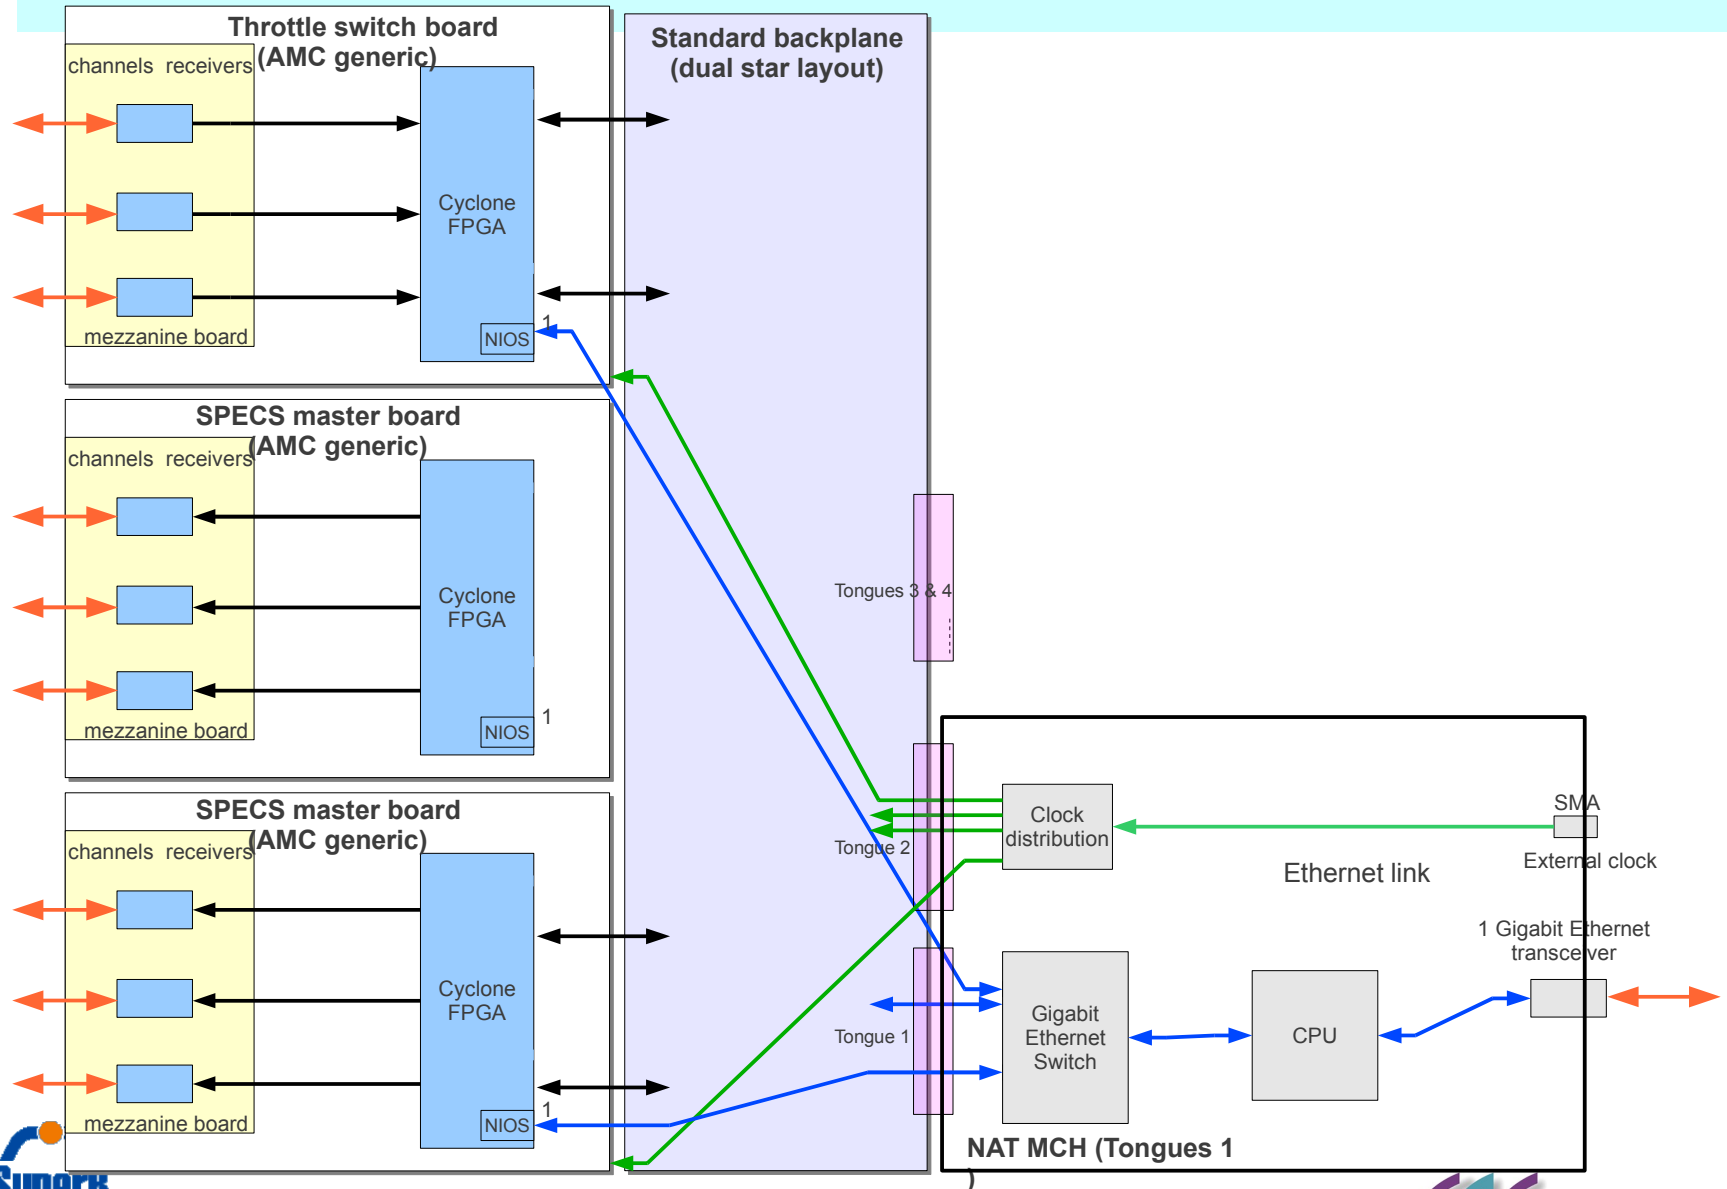 Throttle switch board
(AMC generic)
channels receivers
Cyclone
FPGA
1
NIOS
mezzanine board
Standard backplane
(dual star layout)
SPECS master board
(AMC generic)
channels receivers
Cyclone
FPGA
1
NIOS
mezzanine board
Tongues 3 & 4
SPECS master board
(AMC generic)
channels receivers
Cyclone
FPGA
1
NIOS
mezzanine board
Tongue 2
Tongue 1
Clock
distribution
SMA
External clock
Ethernet link
1 Gigabit Ethernet
transceiver
Gigabit
Ethernet
Switch
CPU
NAT MCH (Tongues 1
)